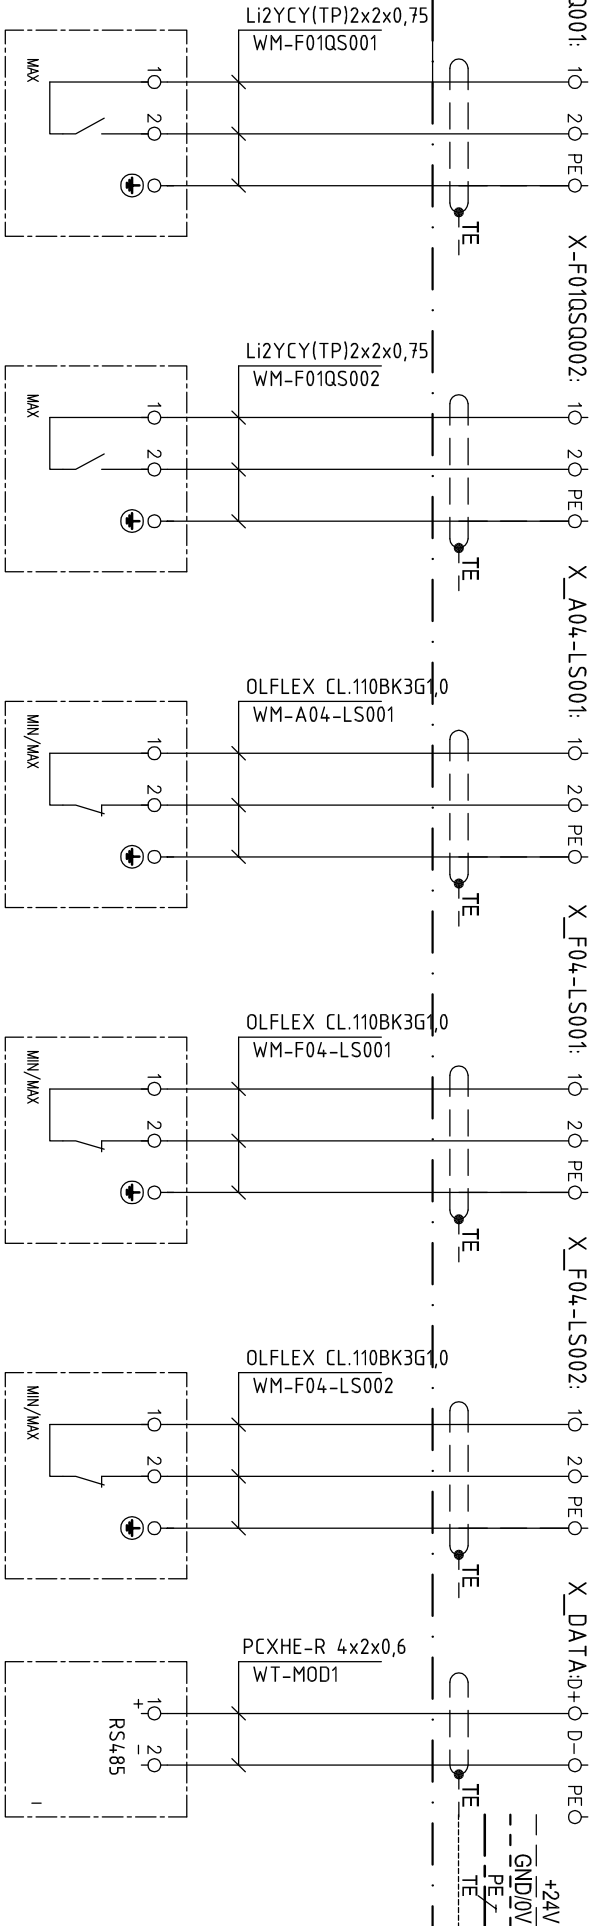 Q001: 1 2 PE
Li2YCY(TP)2x2x0,75
WM-F01QS001
MAX
1
2
TE
X-F01QSQ002: 1 2 PE
Li2YCY(TP)2x2x0,75
WM-F01QS002
MAX
1
2
TE
X_A04-LS001: 1 2 PE
OLFLEX CL.110BK3G1,0
WM-A04-LS001
MIN/MAX
1
2
TE
X_F04-LS001: 1 2 PE
OLFLEX CL.110BK3G1,0
WM-F04-LS001
MIN/MAX
1
2
TE
X_F04-LS002: 1 2 PE
OLFLEX CL.110BK3G1,0
WM-F04-LS002
MIN/MAX
1
2
TE
X_DATA: D+ D- PE
PCXHE-R 4x2x0,6
WT-MOD1
+ 1
- 2
RS485
TE
+24V
GND/0V
PE
TE